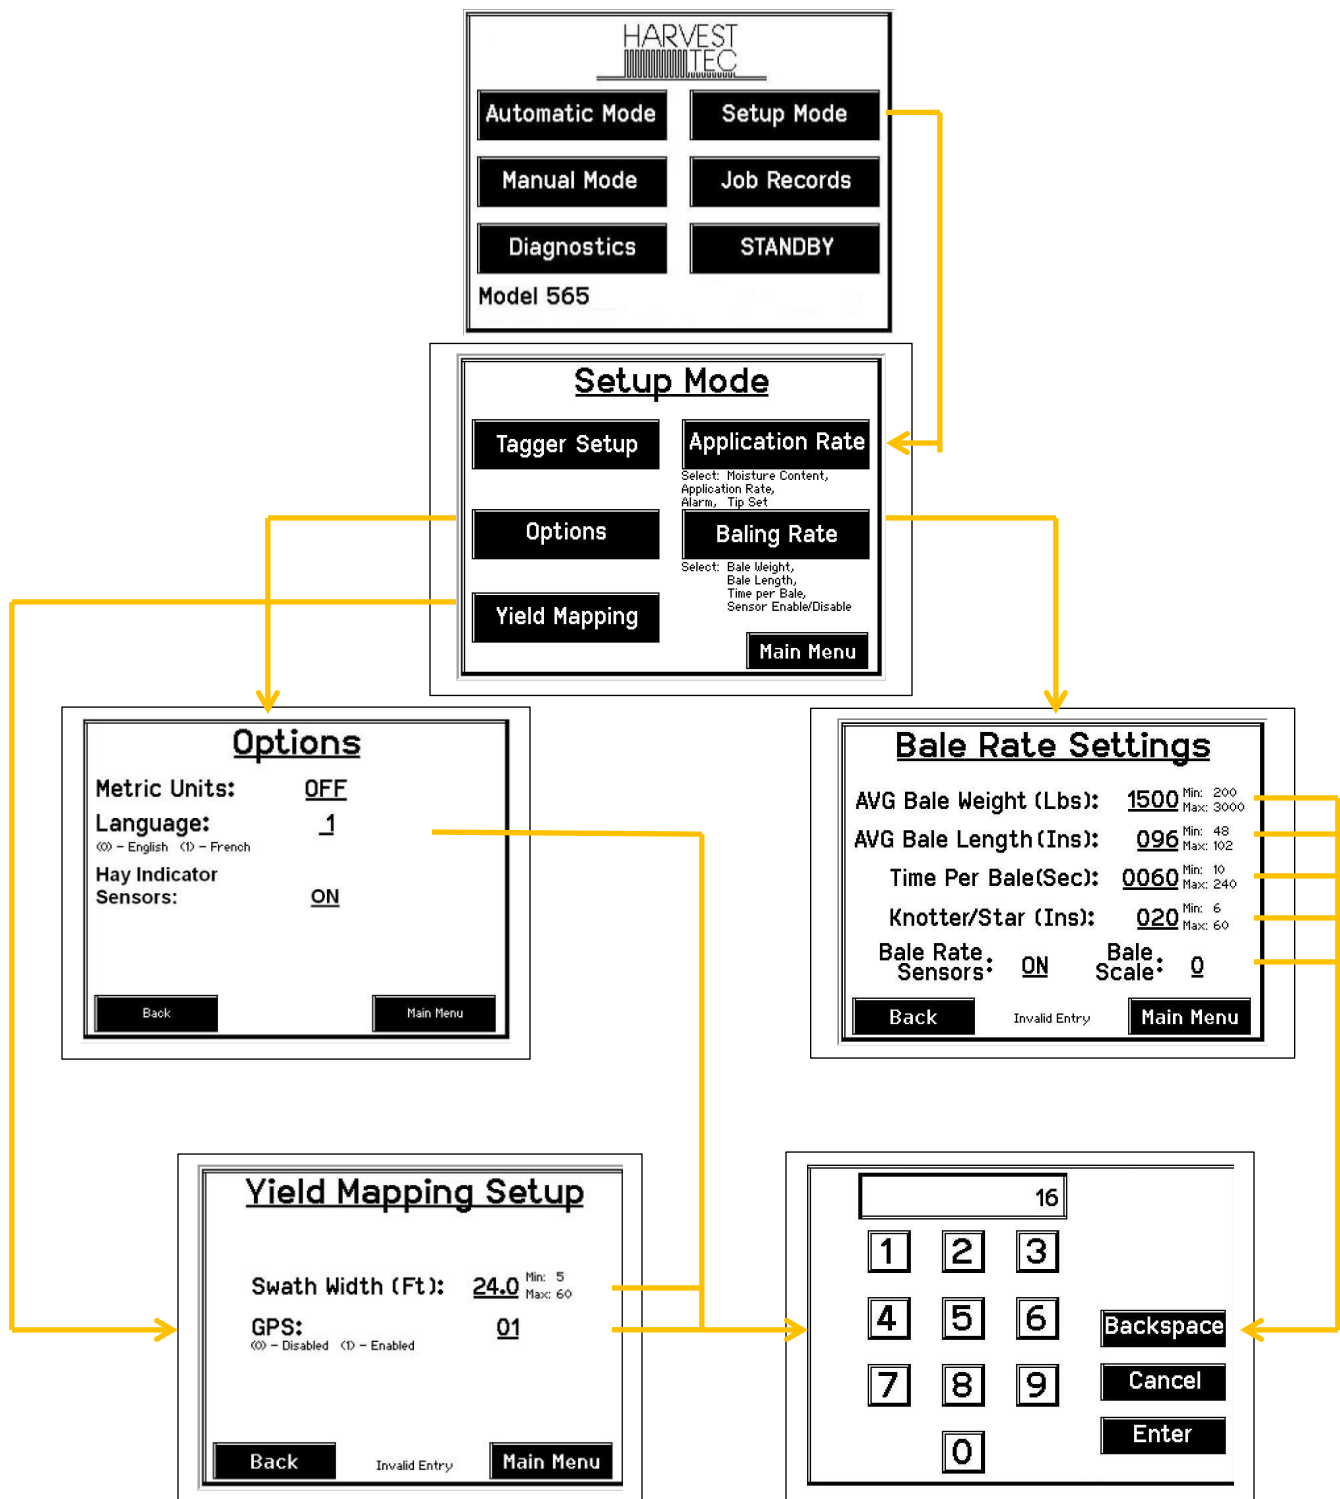 HARVEST
TEC
Automatic Mode
Setup Mode
Manual Mode
Job Records
Diagnostics
STANDBY
Model 565
Setup Mode
Tagger Setup
Application Rate
Select: Moisture Content,
Application Rate,
Alarm, Tip Set
Options
Baling Rate
Select: Bale Weight,
Bale Length,
Time per Bale,
Sensor Enable/Disable
Yield Mapping
Main Menu
Options
Metric Units: OFF
Language: 1
(0) - English (1) - French
Hay Indicator
Sensors: ON
Back
Main Menu
Bale Rate Settings
AVG Bale Weight (Lbs): 1500 Min: 200
Max: 3000
AVG Bale Length (Ins): 096 Min: 48
Max: 102
Time Per Bale(Sec): 0060 Min: 10
Max: 240
Knotter/Star (Ins): 020 Min: 6
Max: 60
Bale Rate
Sensors: ON
Bale
Scale: 0
Back
Invalid Entry
Main Menu
Yield Mapping Setup
Swath Width (Ft): 24.0 Min: 5
Max: 60
GPS: 01
(0) - Disabled (1) - Enabled
Back
Invalid Entry
Main Menu
16
1 2 3
4 5 6
Backspace
7 8 9
Cancel
Enter
0